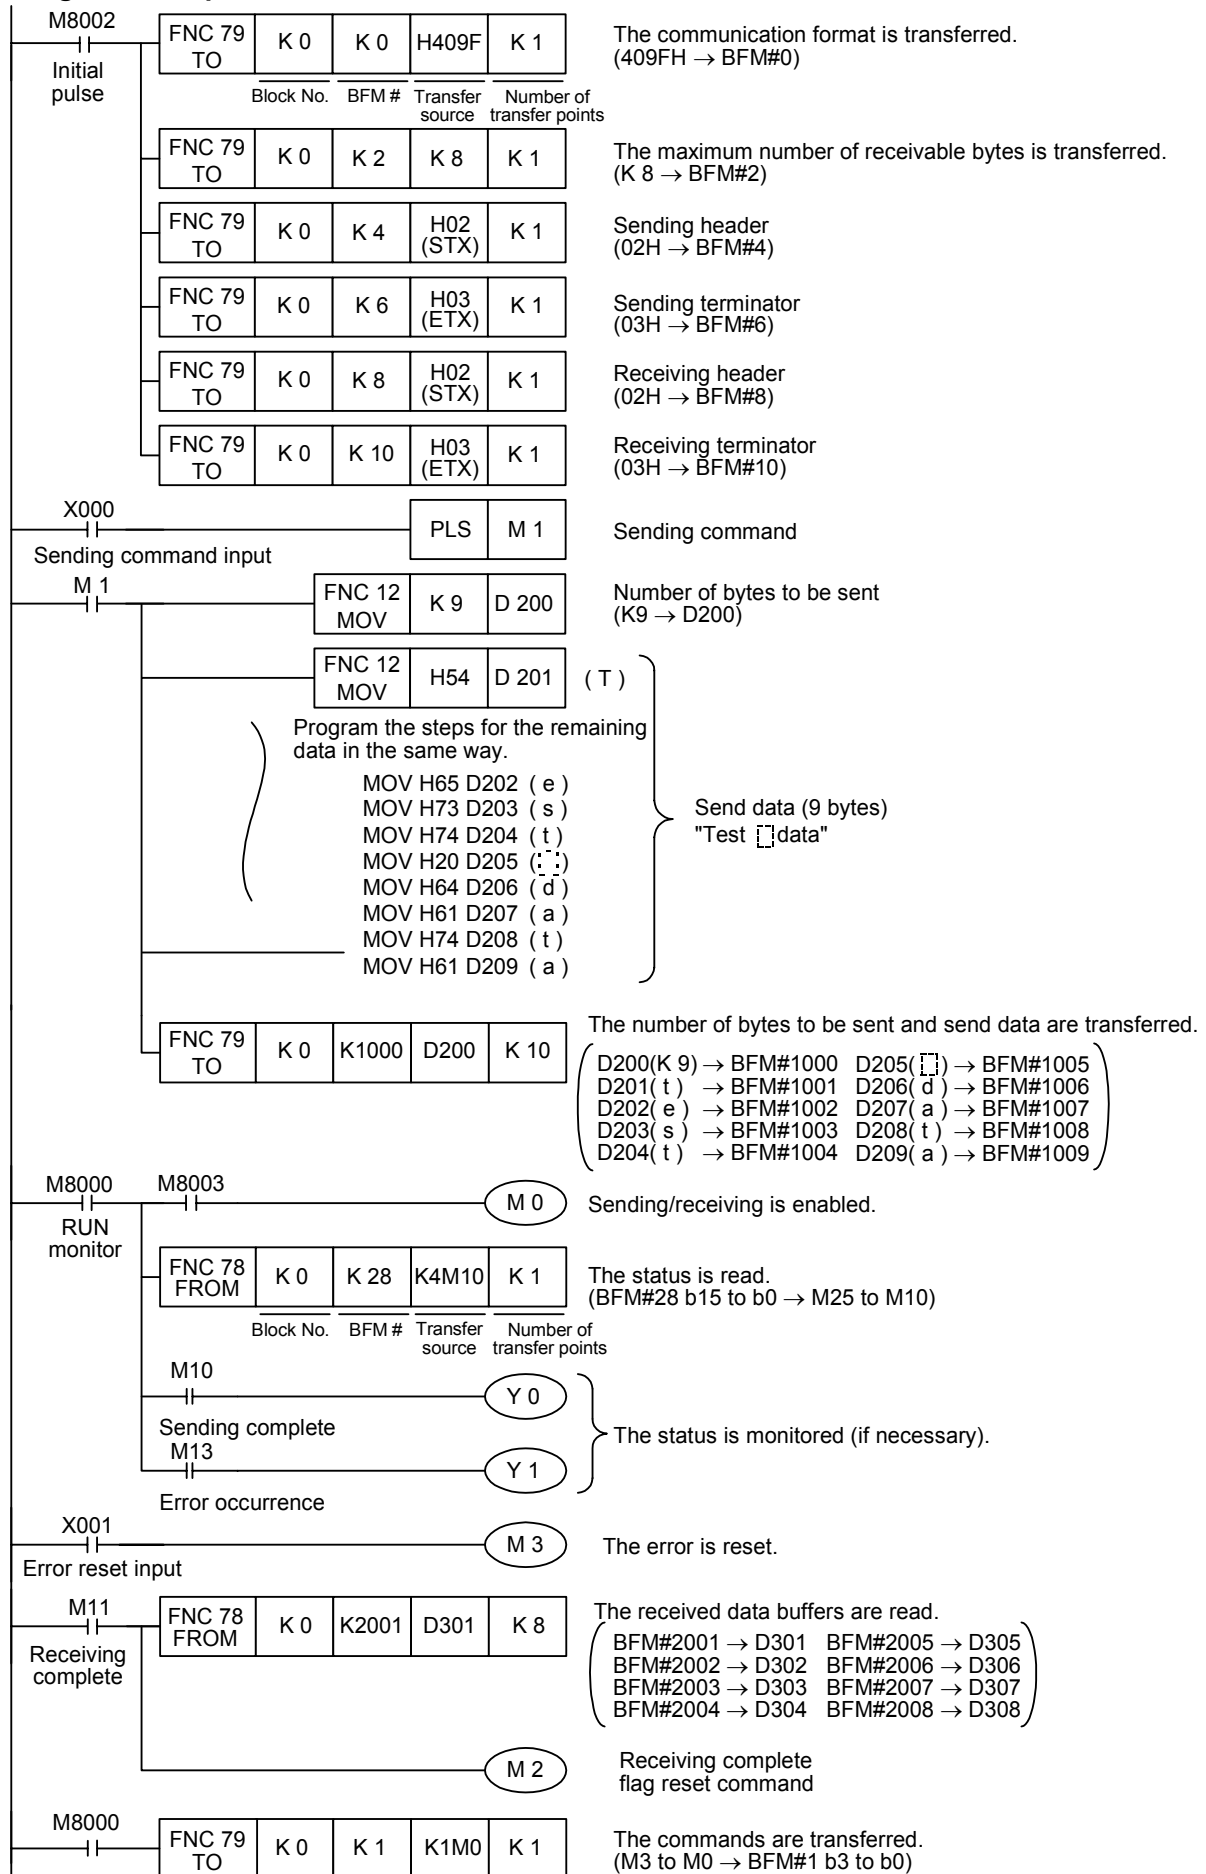 M8002
FNC 79 TO K 0 K 0 H409F K 1
The communication format is transferred.
(409FH → BFM#0)
Initial pulse
Block No. BFM # Transfer source Number of transfer points
FNC 79 TO K 0 K 2 K 8 K 1
The maximum number of receivable bytes is transferred.
(K 8 → BFM#2)
FNC 79 TO K 0 K 4 H02 (STX) K 1
Sending header
(02H → BFM#4)
FNC 79 TO K 0 K 6 H03 (ETX) K 1
Sending terminator
(03H → BFM#6)
FNC 79 TO K 0 K 8 H02 (STX) K 1
Receiving header
(02H → BFM#8)
FNC 79 TO K 0 K 10 H03 (ETX) K 1
Receiving terminator
(03H → BFM#10)
X000
PLS M 1
Sending command
Sending command input
M 1
FNC 12 MOV K 9 D 200
Number of bytes to be sent
(K9 → D200)
FNC 12 MOV H54 D 201 ( T )
Program the steps for the remaining
data in the same way.
MOV H65 D202 ( e )
MOV H73 D203 ( s )
MOV H74 D204 ( t )
MOV H20 D205 ( )
MOV H64 D206 ( d )
MOV H61 D207 ( a )
MOV H74 D208 ( t )
MOV H61 D209 ( a )
Send data (9 bytes)
"Test data"
The number of bytes to be sent and send data are transferred.
FNC 79 TO K 0 K1000 D200 K 10
D200(K 9) → BFM#1000 D205( ) → BFM#1005
D201( t ) → BFM#1001 D206( d ) → BFM#1006
D202( e ) → BFM#1002 D207( a ) → BFM#1007
D203( s ) → BFM#1003 D208( t ) → BFM#1008
D204( t ) → BFM#1004 D209( a ) → BFM#1009
M8000 M8003
M 0
Sending/receiving is enabled.
RUN monitor
FNC 78 FROM K 0 K 28 K4M10 K 1
The status is read.
(BFM#28 b15 to b0 → M25 to M10)
Block No. BFM # Transfer source Number of transfer points
M10
Y 0
Sending complete
The status is monitored (if necessary).
M13
Y 1
Error occurrence
X001
M 3
The error is reset.
Error reset input
M11
FNC 78 FROM K 0 K2001 D301 K 8
The received data buffers are read.
Receiving complete
BFM#2001 → D301 BFM#2005 → D305
BFM#2002 → D302 BFM#2006 → D306
BFM#2003 → D303 BFM#2007 → D307
BFM#2004 → D304 BFM#2008 → D308
M 2
Receiving complete
flag reset command
M8000
FNC 79 TO K 0 K 1 K1M0 K 1
The commands are transferred.
(M3 to M0 → BFM#1 b3 to b0)